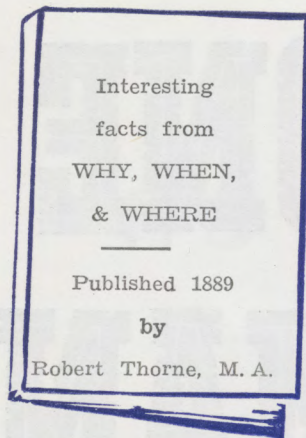 Interesting
facts from
WHY, WHEN,
& WHERE
Published 1889
by
Robert Thorne, M. A.